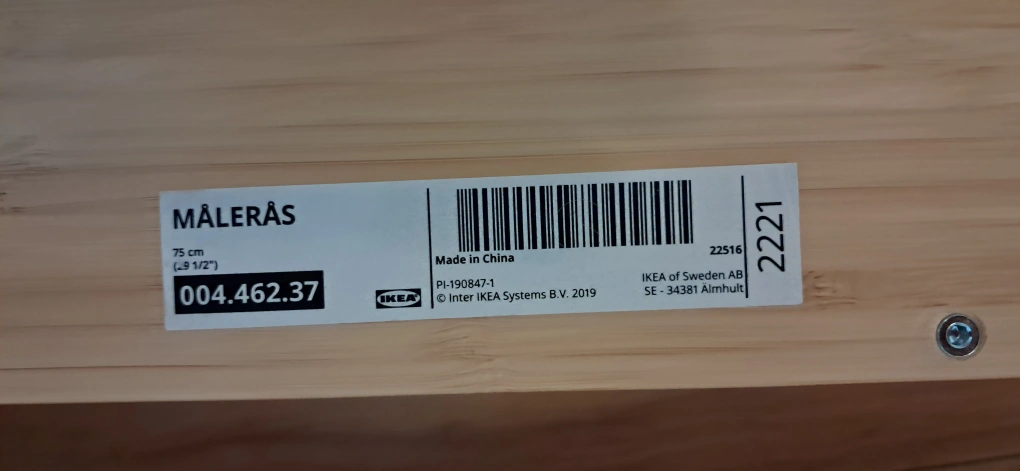 MÅLERÅS
75 cm
(29 1/2")
004.462.37
IKEA
Made in China
22516
PI-190847-1
© Inter IKEA Systems B.V. 2019
IKEA of Sweden AB
SE - 34381 Älmhult
2221